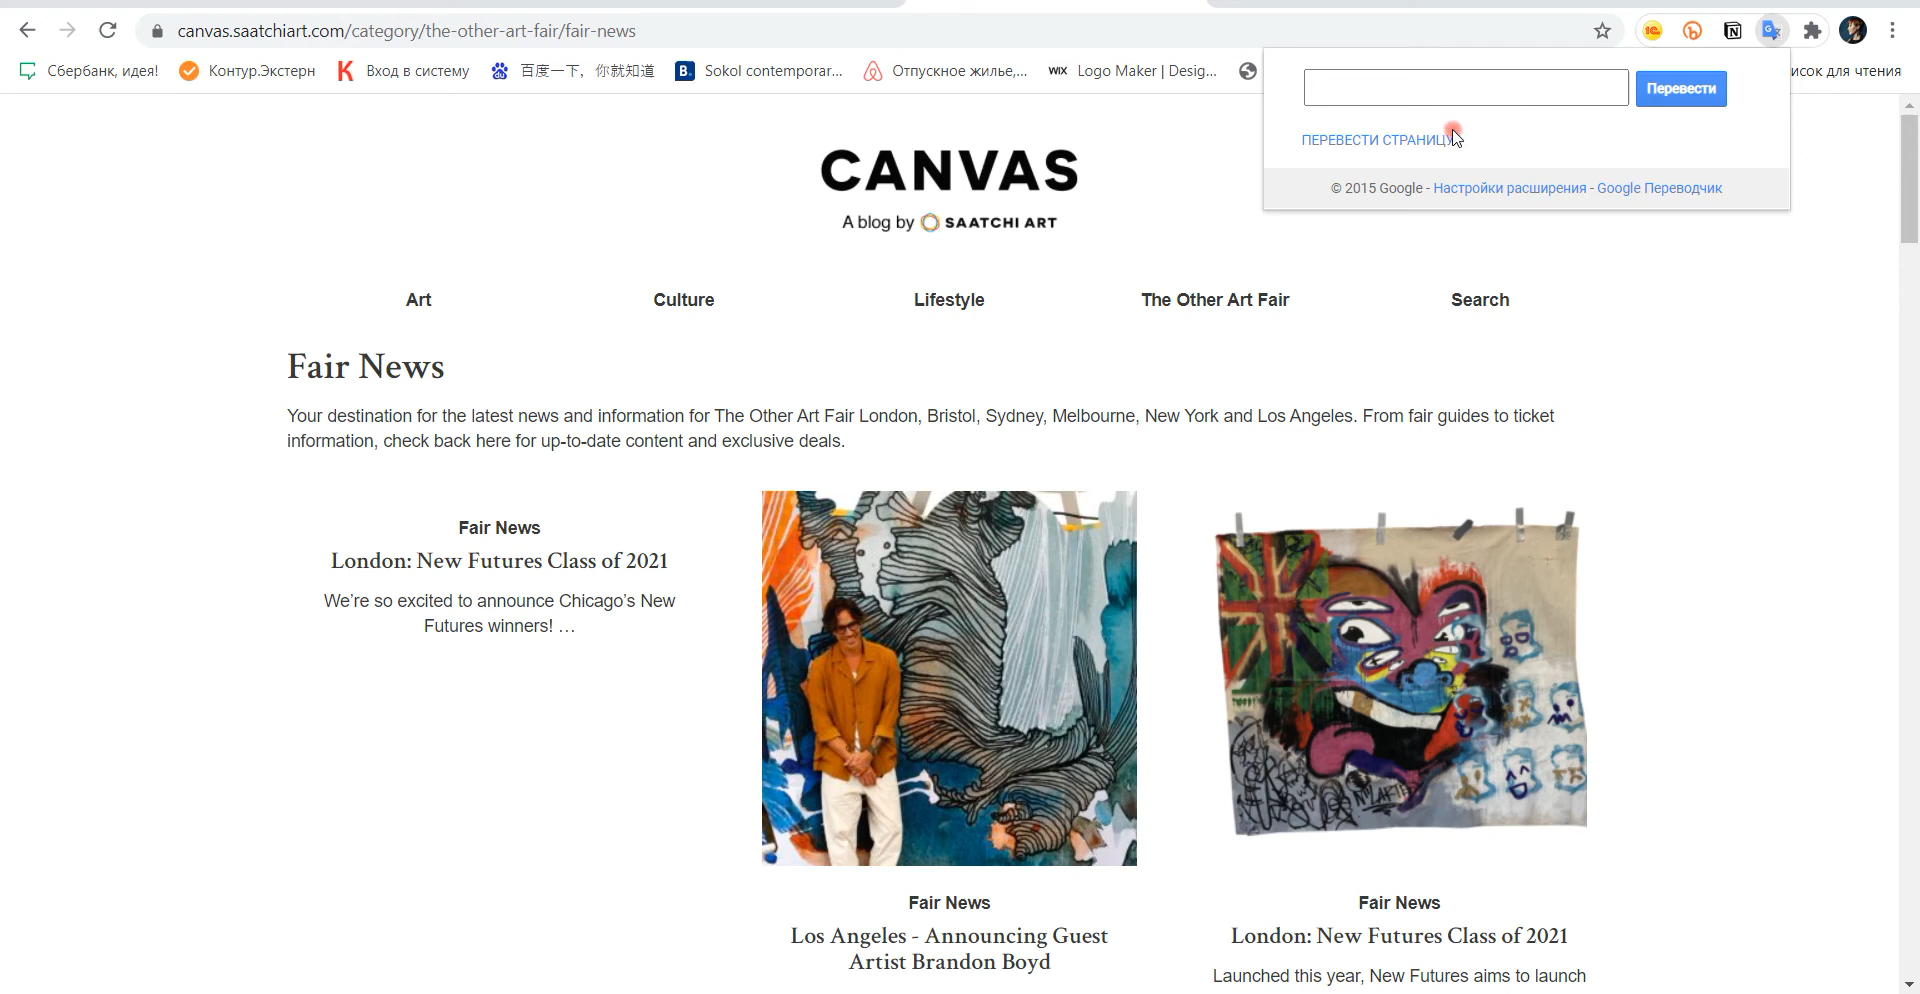 canvas.saatchiart.com/category/the-other-art-fair/fair-news
Сбербанк, идея!
Контур.Экстерн
Вход в систему
百度一下，你就知道
B. Sokol contemporar...
Отпускное жилье,...
WIX Logo Maker | Desig...
исок для чтения
Перевести
ПЕРЕВЕСТИ СТРАНИЦУ
© 2015 Google - Настройки расширения - Google Переводчик
CANVAS
A blog by SAATCHI ART
Art
Culture
Lifestyle
The Other Art Fair
Search
Fair News
Your destination for the latest news and information for The Other Art Fair London, Bristol, Sydney, Melbourne, New York and Los Angeles. From fair guides to ticket
information, check back here for up-to-date content and exclusive deals.
Fair News
London: New Futures Class of 2021
We’re so excited to announce Chicago’s New
Futures winners! …
Fair News
Los Angeles - Announcing Guest
Artist Brandon Boyd
Fair News
London: New Futures Class of 2021
Launched this year, New Futures aims to launch